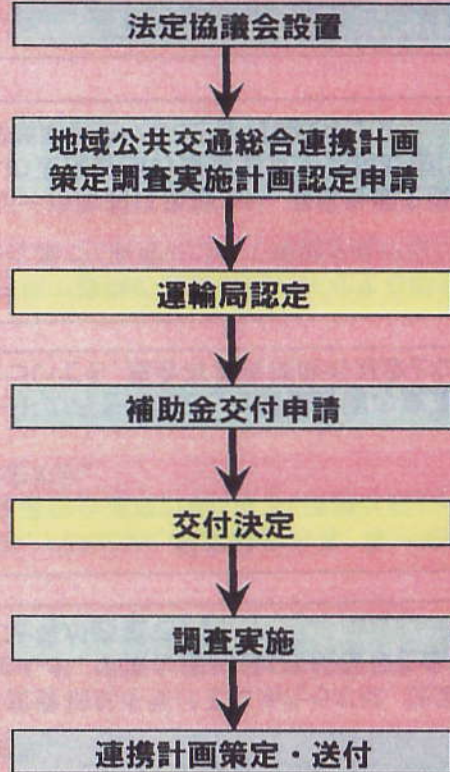 法定協議会設置
地域公共交通総合連携計画
策定調査実施計画認定申請
運輸局認定
補助金交付申請
交付決定
調査実施
連携計画策定・送付